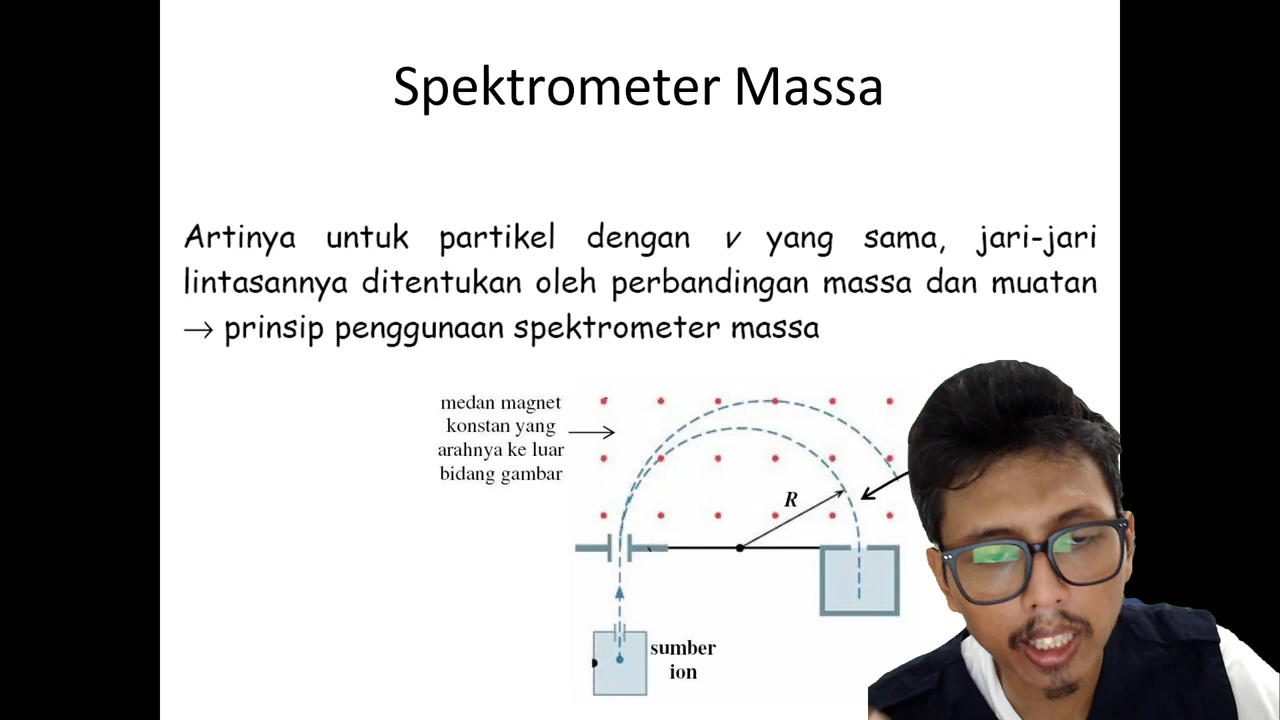 Spektrometer Massa
Artinya untuk partikel dengan v yang sama, jari-jari
lintasannya ditentukan oleh perbandingan massa dan muatan
→ prinsip penggunaan spektrometer massa
medan magnet
konstan yang
arahnya ke luar
bidang gambar
R
sumber
ion